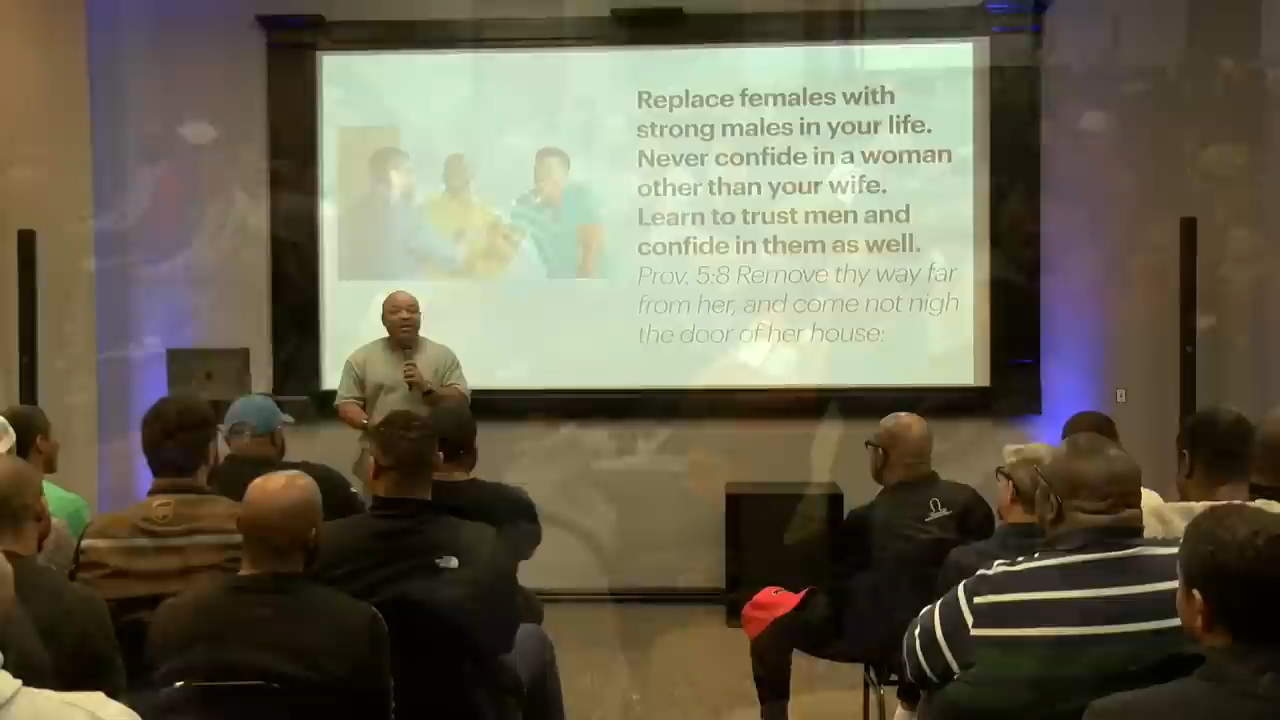 Replace females with
strong males in your life.
Never confide in a woman
other than your wife.
Learn to trust men and
confide in them as well.
Prov. 5:8 Remove thy way far
from her, and come not nigh
the door of her house: